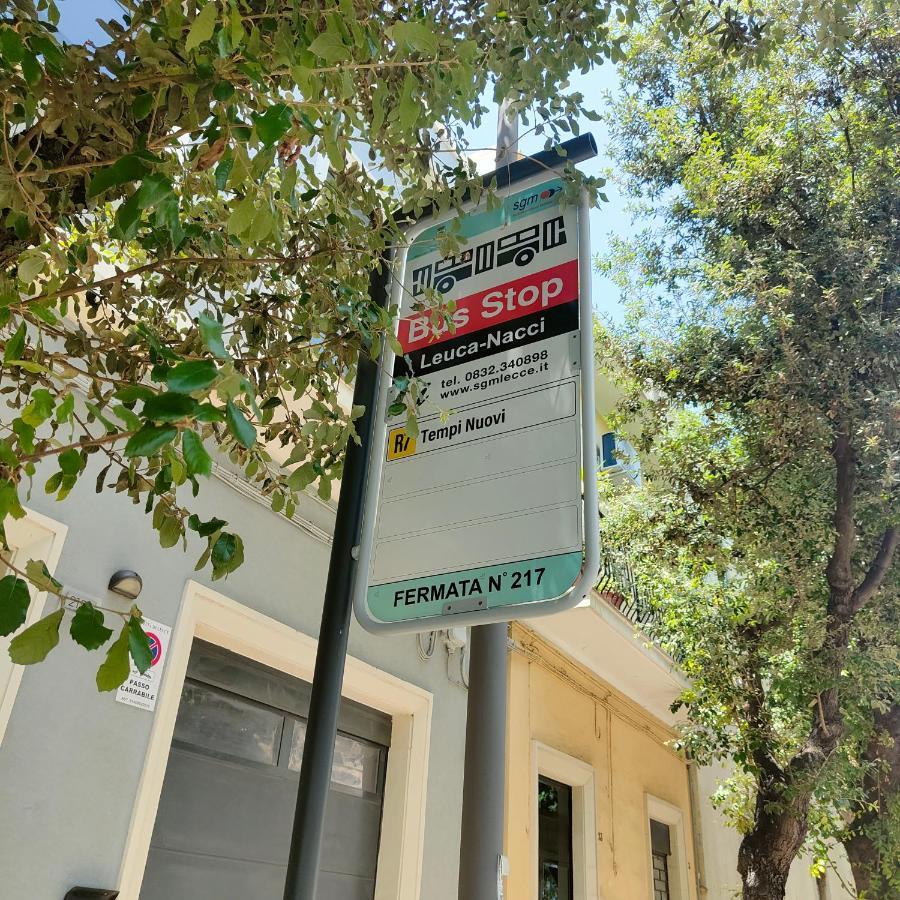 sgm
Bus Stop
Leuca-Nacci
tel. 0832.340898
www.sgmlecce.it
R7 Tempi Nuovi
FERMATA N° 217
PASSO
CARRABILE